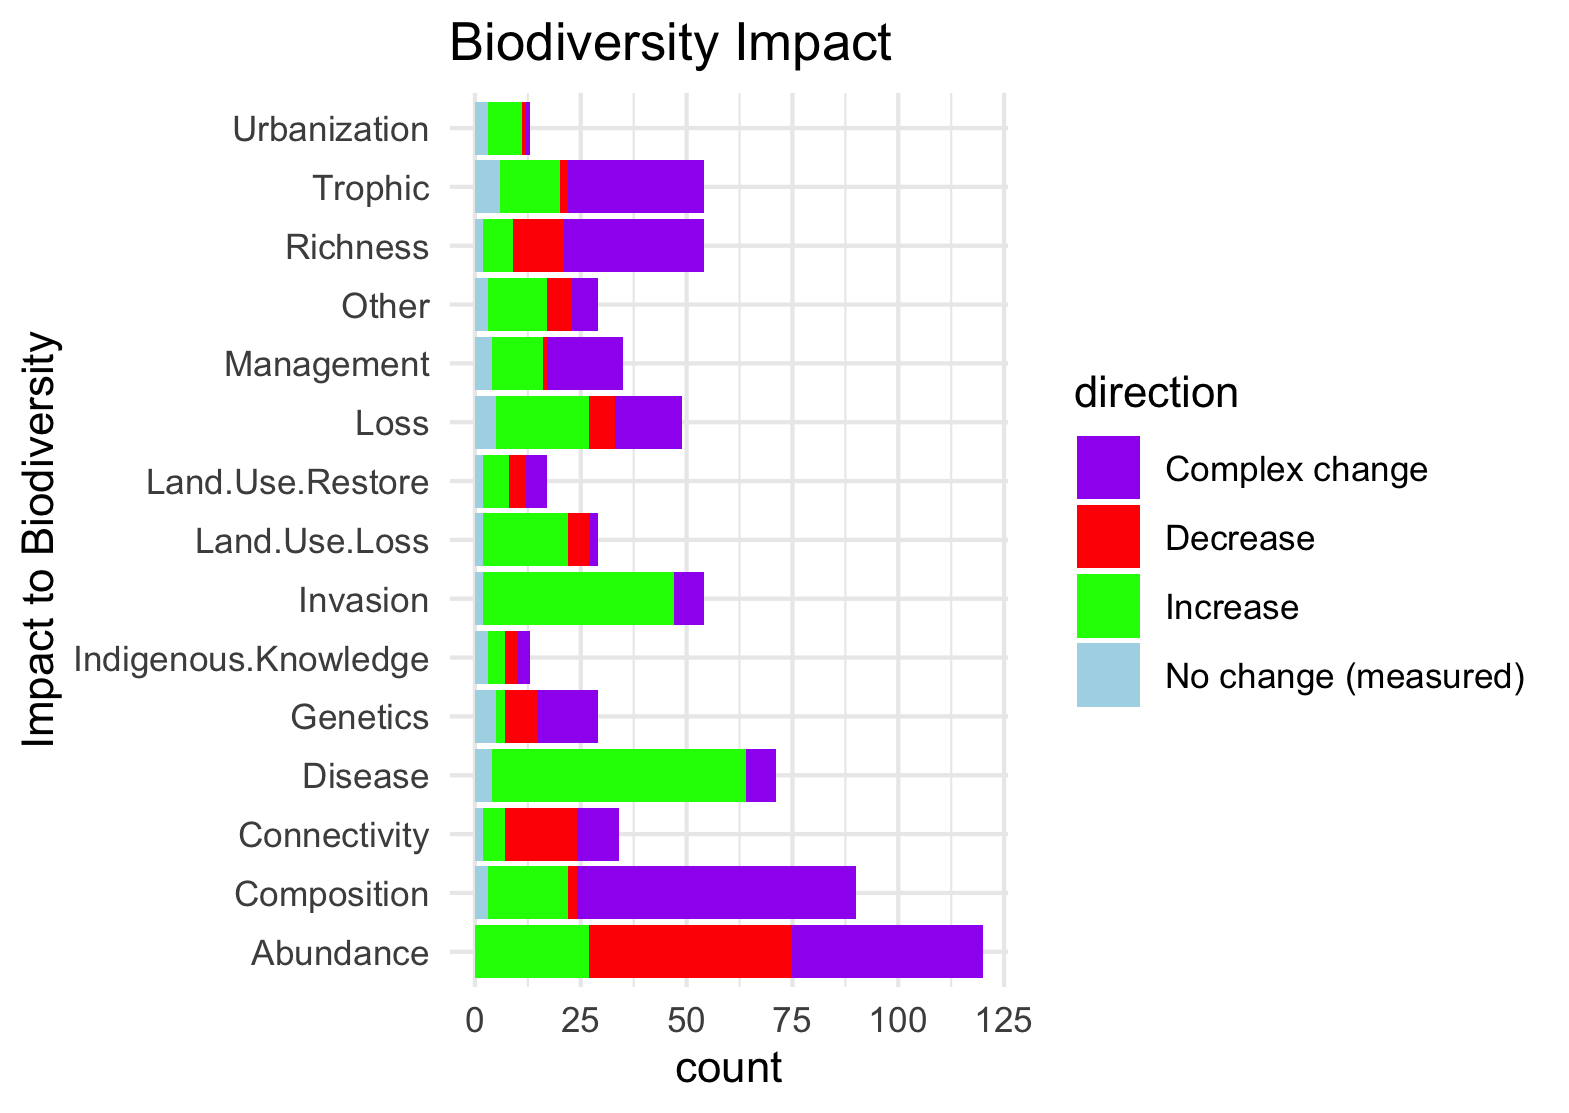 Biodiversity Impact
Urbanization
Trophic
Richness
Other
Management
Loss
Land.Use.Restore
Land.Use.Loss
Invasion
Indigenous.Knowledge
Genetics
Disease
Connectivity
Composition
Abundance
Impact to Biodiversity
0 25 50 75 100 125
count
direction
Complex change
Decrease
Increase
No change (measured)